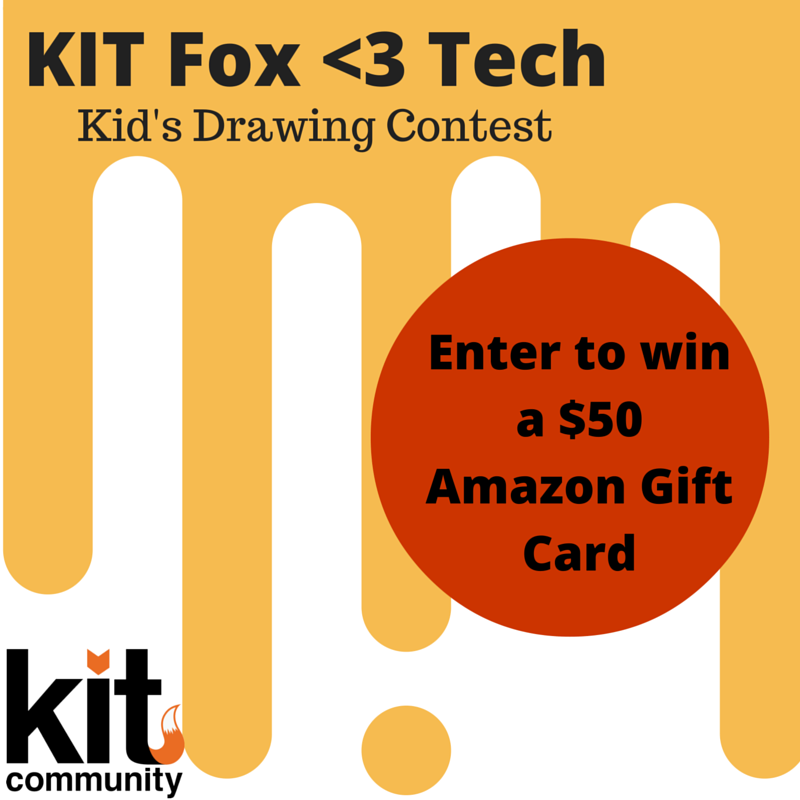 KIT Fox <3 Tech
Kid's Drawing Contest
Enter to win
a $50
Amazon Gift
Card
kit
community